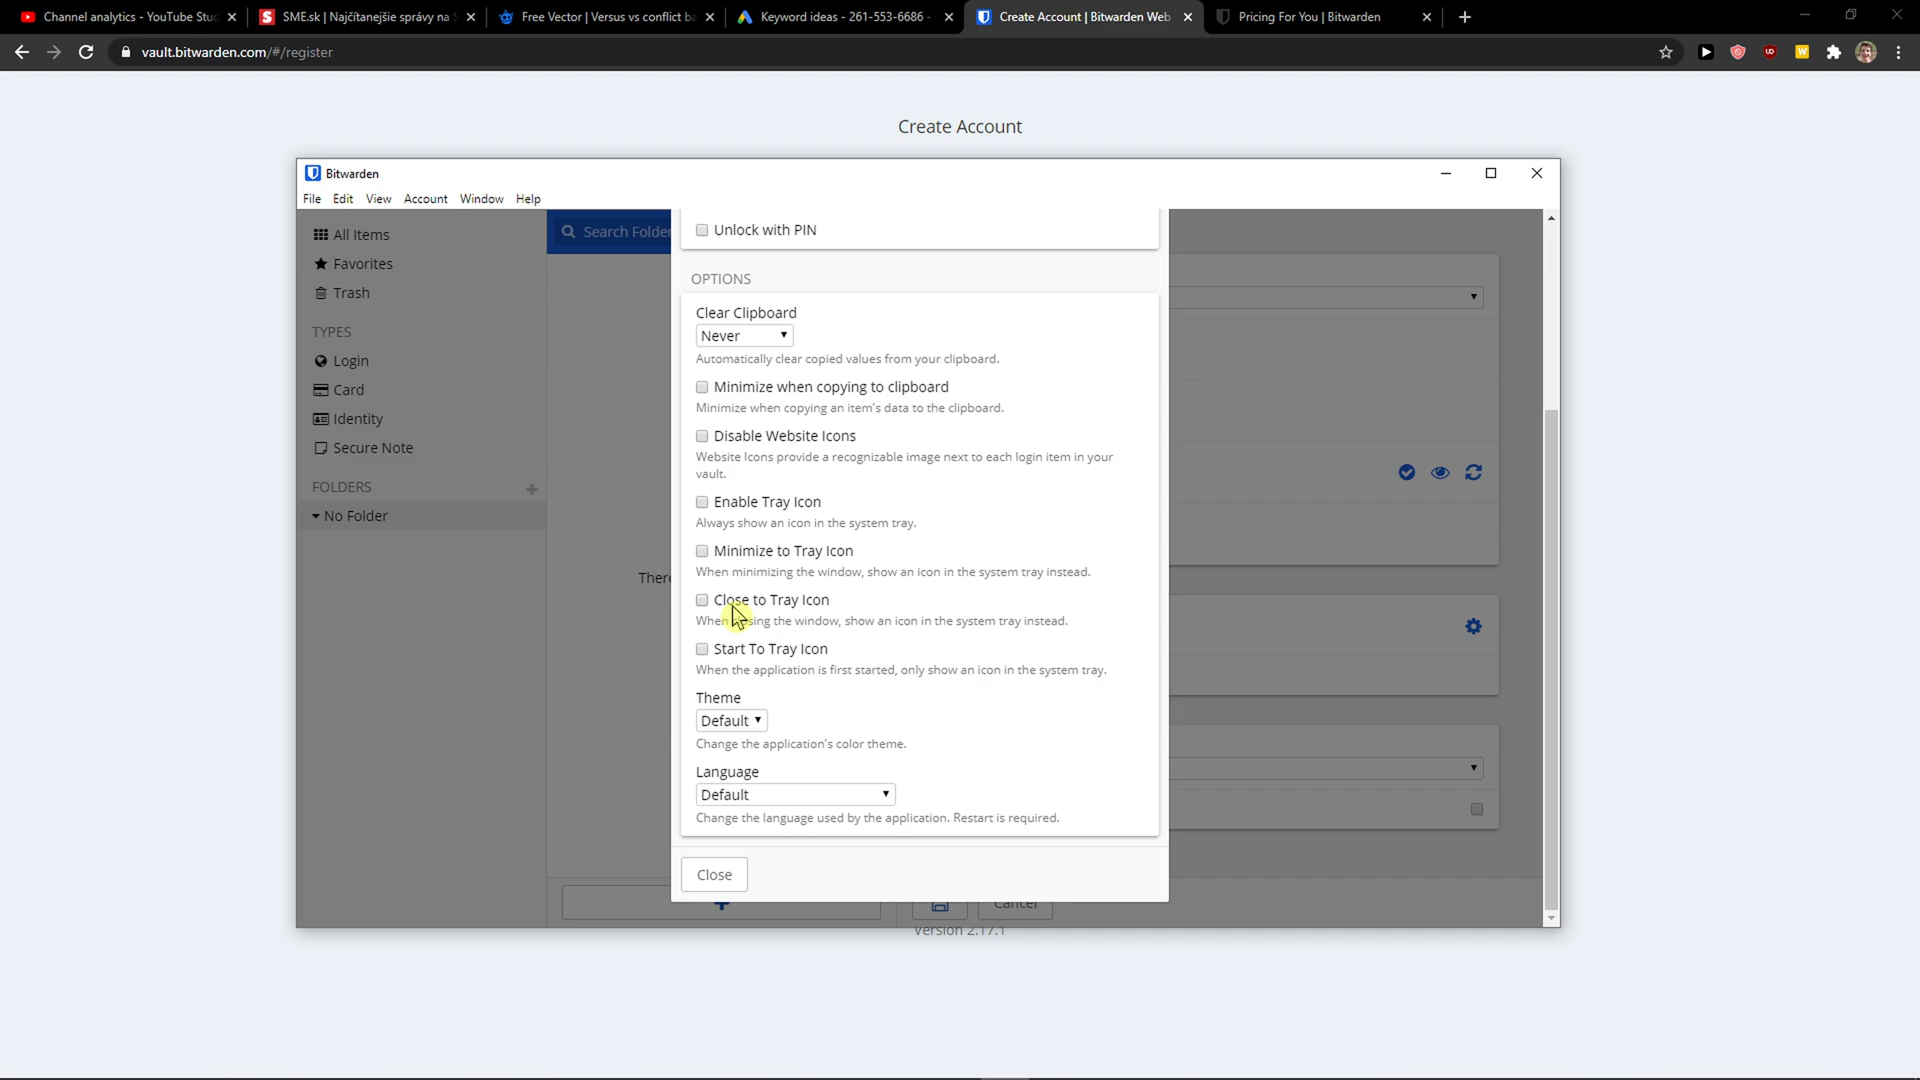 Channel analytics - YouTube Stu
SME.sk | Najčítanejšie správy na S
Free Vector | Versus vs conflict ba
Keyword ideas - 261-553-6686 -
Create Account | Bitwarden Web
Pricing For You | Bitwarden
vault.bitwarden.com/#/register
Create Account
Bitwarden
File Edit View Account Window Help
All Items
Favorites
Trash
TYPES
Login
Card
Identity
Secure Note
FOLDERS
No Folder
Search Folder
There
Unlock with PIN
OPTIONS
Clear Clipboard
Never
Automatically clear copied values from your clipboard.
Minimize when copying to clipboard
Minimize when copying an item's data to the clipboard.
Disable Website Icons
Website Icons provide a recognizable image next to each login item in your
vault.
Enable Tray Icon
Always show an icon in the system tray.
Minimize to Tray Icon
When minimizing the window, show an icon in the system tray instead.
Close to Tray Icon
When closing the window, show an icon in the system tray instead.
Start To Tray Icon
When the application is first started, only show an icon in the system tray.
Theme
Default
Change the application's color theme.
Language
Default
Change the language used by the application. Restart is required.
Close
Cancel
Version 2.17.1